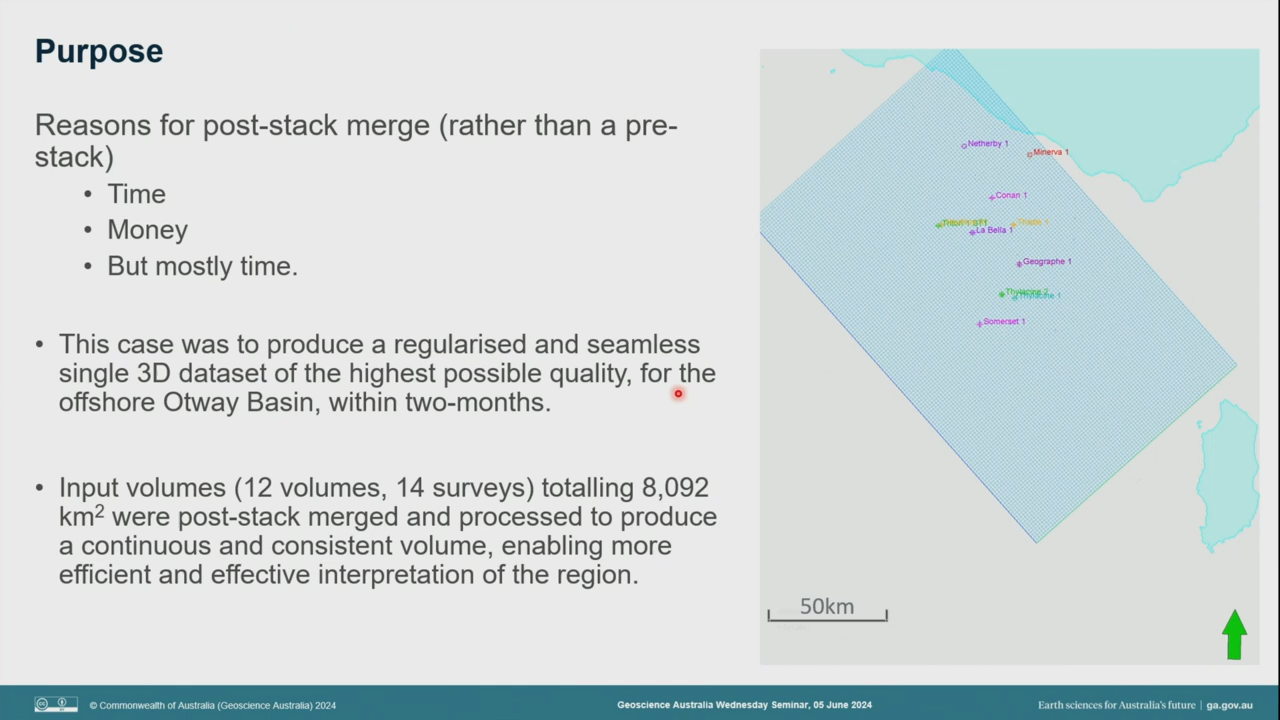 Purpose
Reasons for post-stack merge (rather than a pre-
stack)
• Time
• Money
• But mostly time.
• This case was to produce a regularised and seamless
single 3D dataset of the highest possible quality, for the
offshore Otway Basin, within two-months.
• Input volumes (12 volumes, 14 surveys) totalling 8,092
km² were post-stack merged and processed to produce
a continuous and consistent volume, enabling more
efficient and effective interpretation of the region.
Netherby 1
Minerva 1
Conan 1
La Bella 1
Geographe 1
Thylacine 2
Thylacine 1
Somerset 1
50km
© Commonwealth of Australia (Geoscience Australia) 2024
Geoscience Australia Wednesday Seminar, 05 June 2024
Earth sciences for Australia's future | ga.gov.au